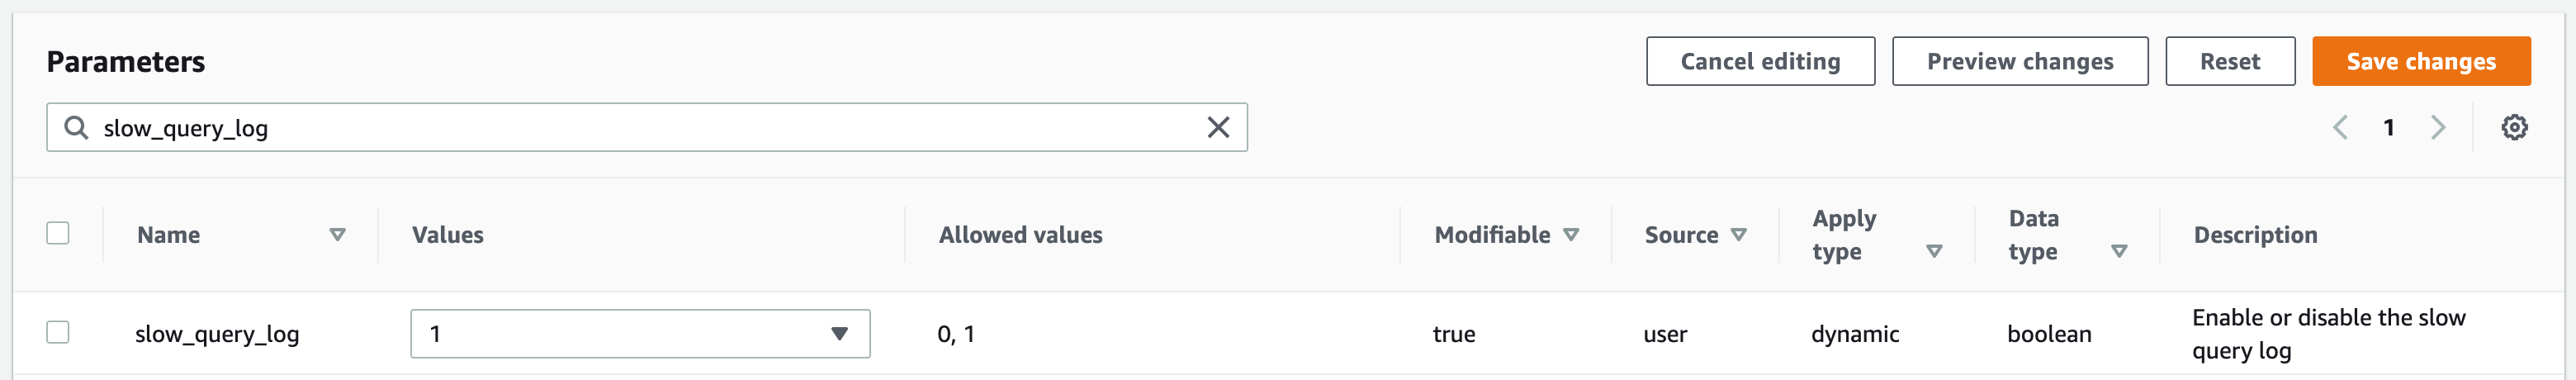 Parameters
Cancel editing
Preview changes
Reset
Save changes
slow_query_log
1
Name
Values
Allowed values
Modifiable
Source
Apply
type
Data
type
Description
slow_query_log
1
0, 1
true
user
dynamic
boolean
Enable or disable the slow
query log